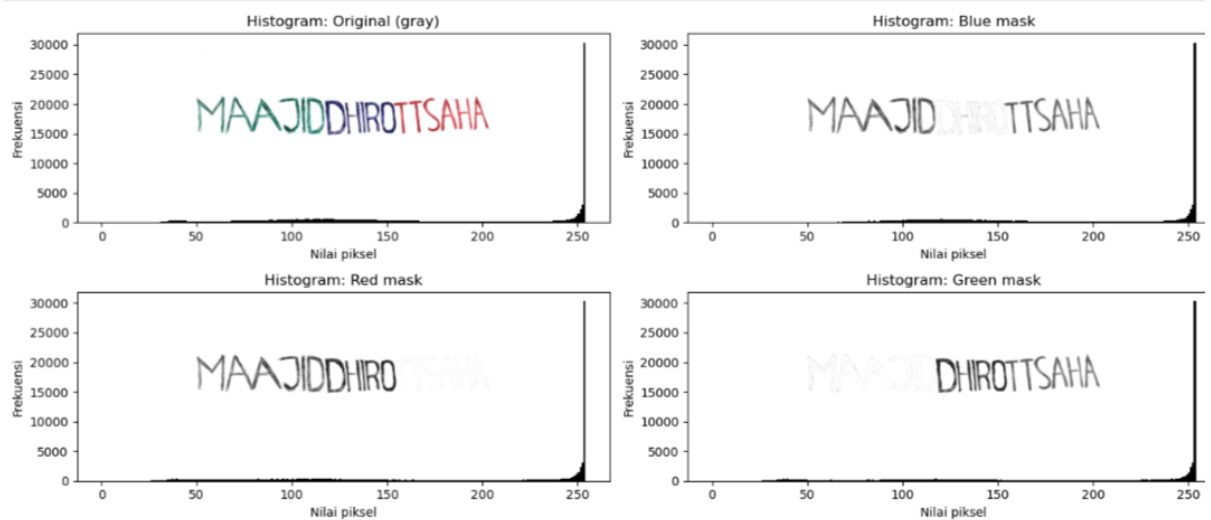 Histogram: Original (gray)
30000
25000
20000
15000
10000
5000
0
Frekuensi
MAAJIDDHIROTTSAHA
0 50 100 150 200 250
Nilai piksel
Histogram: Blue mask
30000
25000
20000
15000
10000
5000
0
Frekuensi
MAAJIDDHIROTTSAHA
0 50 100 150 200 250
Nilai piksel
Histogram: Red mask
30000
25000
20000
15000
10000
5000
0
Frekuensi
MAAJIDDHIROTTSAHA
0 50 100 150 200 250
Nilai piksel
Histogram: Green mask
30000
25000
20000
15000
10000
5000
0
Frekuensi
MAAJIDDHIROTTSAHA
0 50 100 150 200 250
Nilai piksel